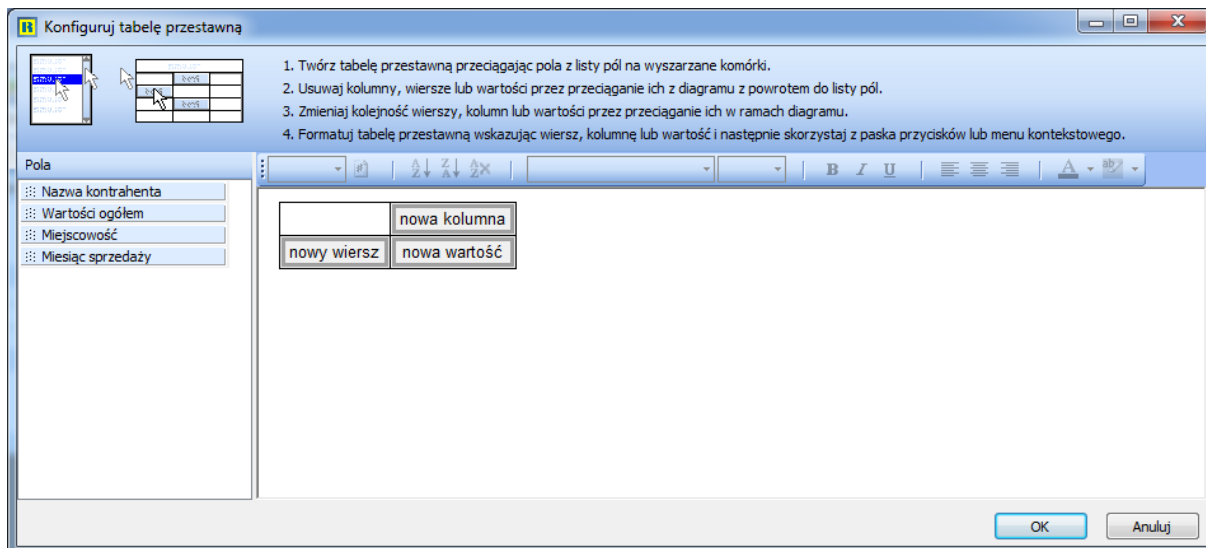 Konfiguruj tabelę przestawną
1. Twórz tabelę przestawną przeciągając pola z listy pól na wyszarzane komórki.
2. Usuwaj kolumny, wiersze lub wartości przez przeciąganie ich z diagramu z powrotem do listy pól.
3. Zmieniaj kolejność wierszy, kolumn lub wartości przez przeciąganie ich w ramach diagramu.
4. Formatuj tabelę przestawną wskazując wiersz, kolumnę lub wartość i następnie skorzystaj z paska przycisków lub menu kontekstowego.
Pola
B I U A
Nazwa kontrahenta
Wartości ogółem
Miejscowość
Miesiąc sprzedaży
nowa kolumna
nowy wiersz nowa wartość
OK Anuluj